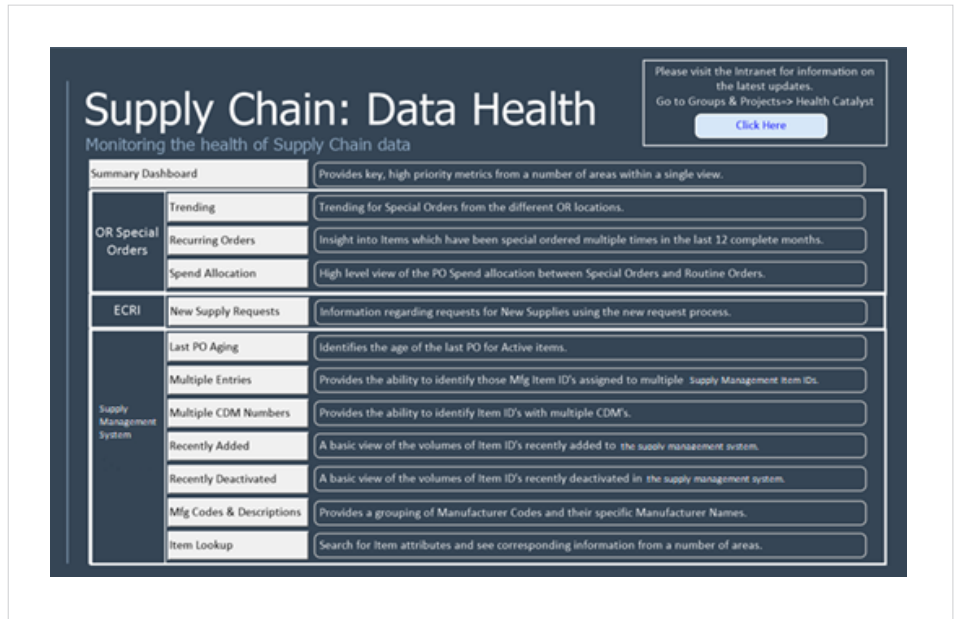 Please visit the Intranet for information on
the latest updates.
Go to Groups & Projects=> Health Catalyst
Click Here
Supply Chain: Data Health
Monitoring the health of Supply Chain data
Summary Dashboard
Provides key, high priority metrics from a number of areas within a single view.
OR Special
Orders
Trending
Trending for Special Orders from the different OR locations.
Recurring Orders
Insight into Items which have been special ordered multiple times in the last 12 complete months.
Spend Allocation
High level view of the PO Spend allocation between Special Orders and Routine Orders.
ECRI
New Supply Requests
Information regarding requests for New Supplies using the new request process.
Supply
Management
System
Last PO Aging
Identifies the age of the last PO for Active items.
Multiple Entries
Provides the ability to identify those Mfg Item ID's assigned to multiple Supply Management Item IDs.
Multiple CDM Numbers
Provides the ability to identify Item ID's with multiple CDM's.
Recently Added
A basic view of the volumes of Item ID's recently added to the supply management system.
Recently Deactivated
A basic view of the volumes of Item ID's recently deactivated in the supply management system.
Mfg Codes & Descriptions
Provides a grouping of Manufacturer Codes and their specific Manufacturer Names.
Item Lookup
Search for Item attributes and see corresponding information from a number of areas.